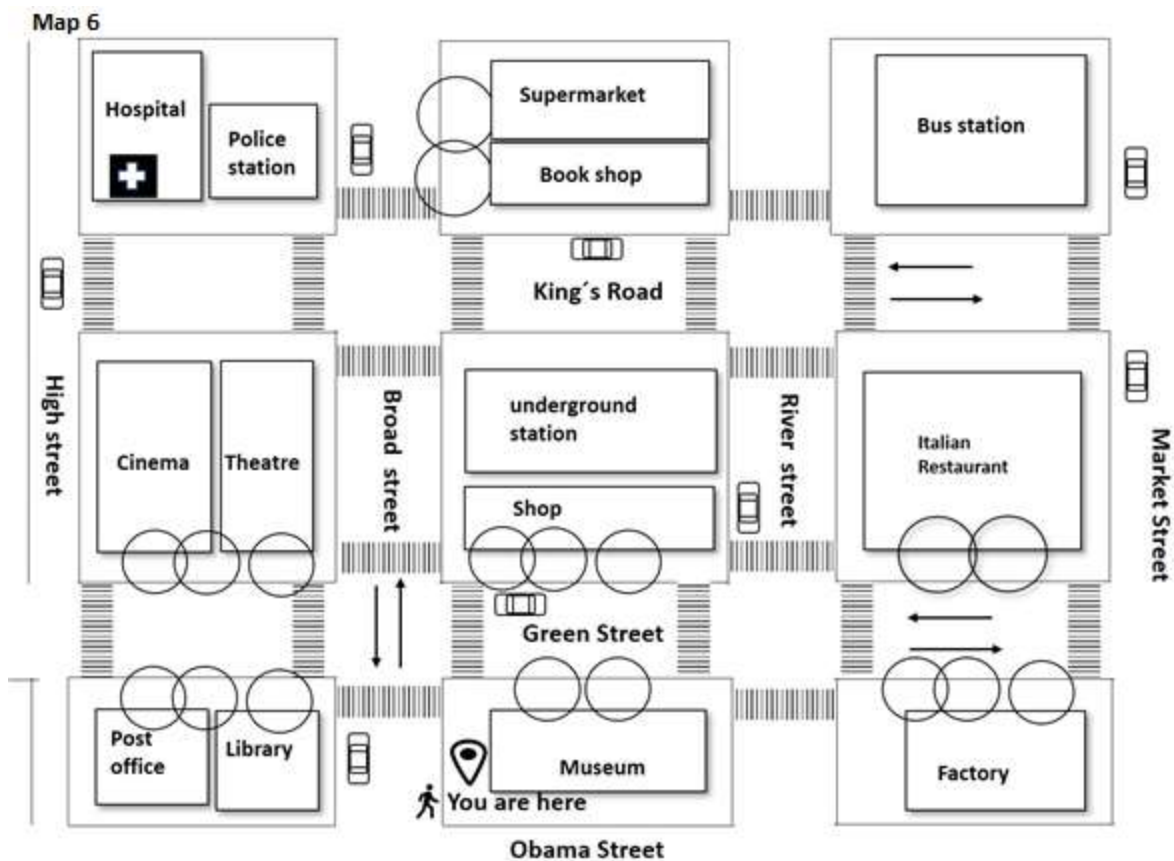 Map 6
Hospital
Police
station
Supermarket
Book shop
Bus station
King´s Road
High street
Cinema
Theatre
Broad street
underground
station
Shop
River street
Italian
Restaurant
Market Street
Green Street
Post
office
Library
Museum
You are here
Factory
Obama Street